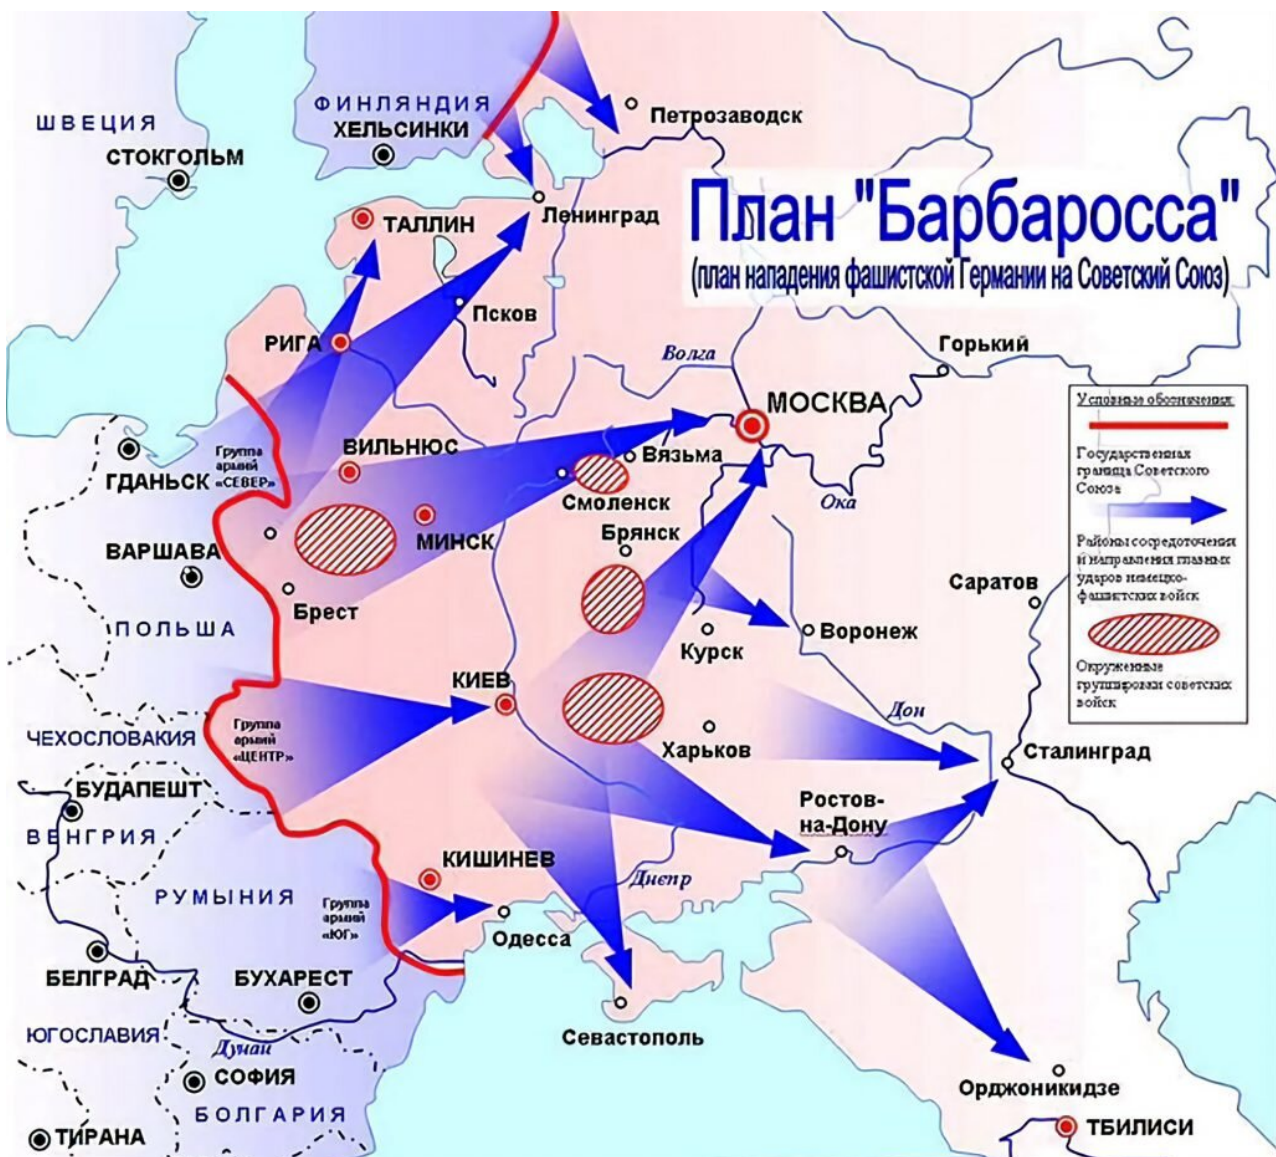 ШВЕЦИЯ
СТОКГОЛЬМ
ФИНЛЯНДИЯ
ХЕЛЬСИНКИ
Петрозаводск
План "Барбаросса"
(план нападения фашистской Германии на Советский Союз)
Ленинград
ТАЛЛИН
Псков
РИГА
Волга
Горький
МОСКВА
Вязьма
Смоленск
Ока
Брянск
ВИЛЬНЮС
МИНСК
Группа
армий
«СЕВЕР»
ГДАНЬСК
ВАРШАВА
Брест
ПОЛЬША
Саратов
Воронеж
Курск
КИЕВ
Харьков
Дон
Сталинград
Группа
армий
«ЦЕНТР»
ЧЕХОСЛОВАКИЯ
БУДАПЕШТ
ВЕНГРИЯ
Ростов-
на-Дону
КИШИНЕВ
Днепр
РУМЫНИЯ
Группа
армий
«ЮГ»
Одесса
БЕЛГРАД
БУХАРЕСТ
Севастополь
ЮГОСЛАВИЯ
Дунай
СОФИЯ
БОЛГАРИЯ
ТИРАНА
Орджоникидзе
ТБИЛИСИ
Условные обозначения:
Государственная
граница Советского
Союза
Районы сосредоточения
и направления главных
ударов немецко-
фашистских войск
Окруженные
группировки советских
войск